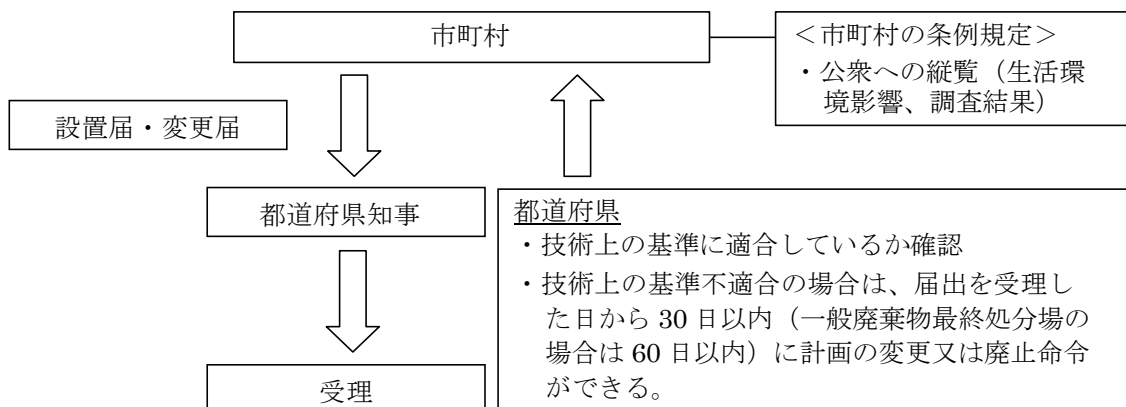 市町村
＜市町村の条例規定＞
・公衆への縦覧（生活環
境影響、調査結果）
設置届・変更届
都道府県知事
都道府県
・技術上の基準に適合しているか確認
・技術上の基準不適合の場合は、届出を受理し
た日から 30 日以内（一般廃棄物最終処分場の
場合は 60 日以内）に計画の変更又は廃止命令
ができる。
受理